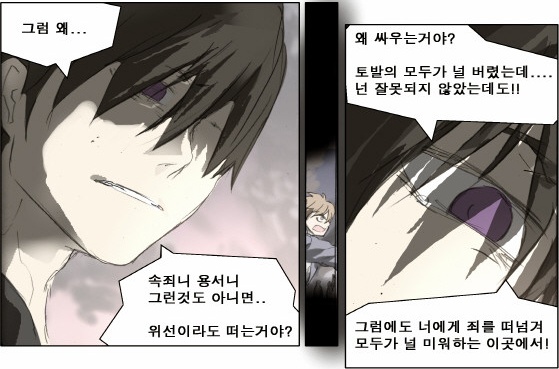 그럼 왜...
속죄니 용서니
그런것도 아니면..
위선이라도 떠는거야?
왜 싸우는거야?
토발의 모두가 널 버렸는데....
넌 잘못되지 않았는데도!!
그럼에도 너에게 죄를 떠넘겨
모두가 널 미워하는 이곳에서!